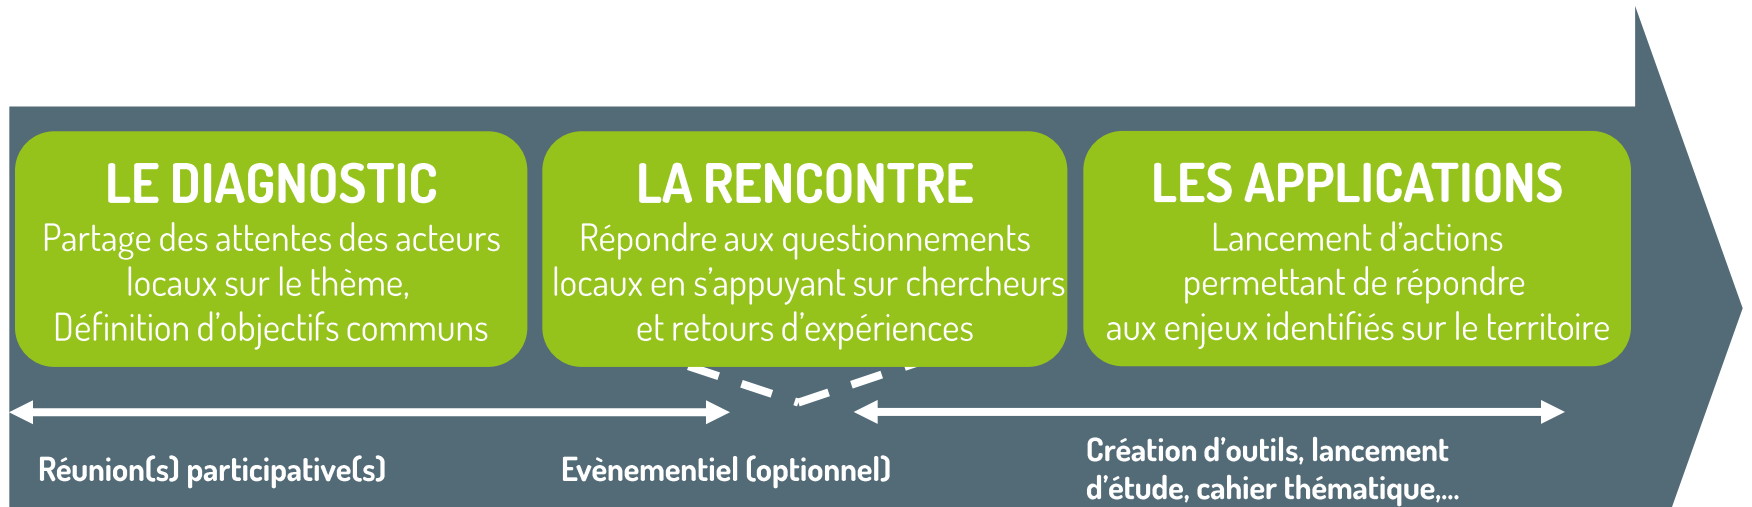 LE DIAGNOSTIC
Partage des attentes des acteurs
locaux sur le thème,
Définition d'objectifs communs
LA RENCONTRE
Répondre aux questionnements
locaux en s'appuyant sur chercheurs
et retours d'expériences
LES APPLICATIONS
Lancement d'actions
permettant de répondre
aux enjeux identifiés sur le territoire
Réunion(s) participative(s)
Evènementiel (optionnel)
Création d'outils, lancement
d'étude, cahier thématique,...